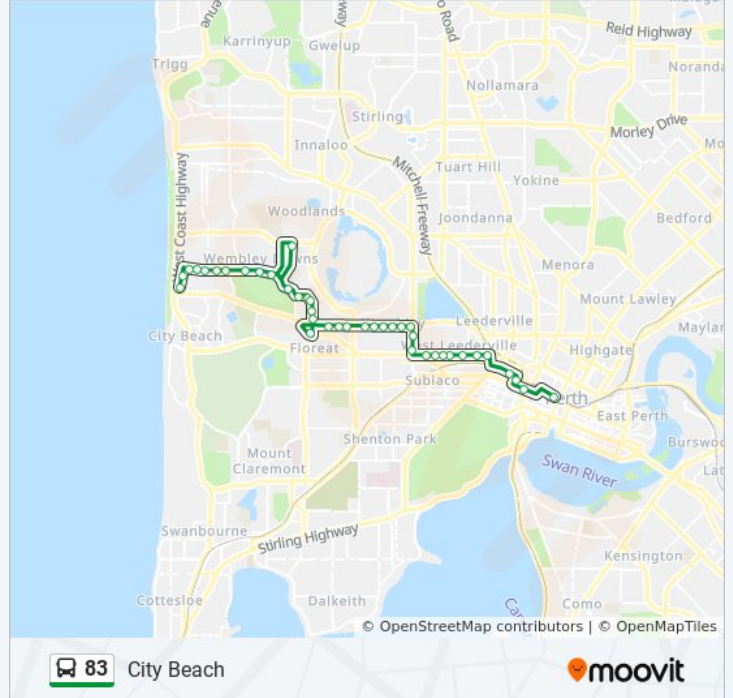 Reid Highway
Karrinyup
Gwelup
Trigg
Nollamara
Stirling
Morley Drive
Innaloo
Mitchell Freeway
Tuart Hill
Yokine
West Coast Highway
Woodlands
Joondanna
Bedford
Wembley Downs
Menora
Mount Lawley
City Beach
Leederville
Floreat
West Leederville
Highgate
Subiaco
Perth
East Perth
Shenton Park
Mount
Claremont
Swan River
Swanbourne
Stirling Highway
Kensington
Cottesloe
Dalkeith
Como
© OpenStreetMap contributors | © OpenMapTiles
83 City Beach
moovit